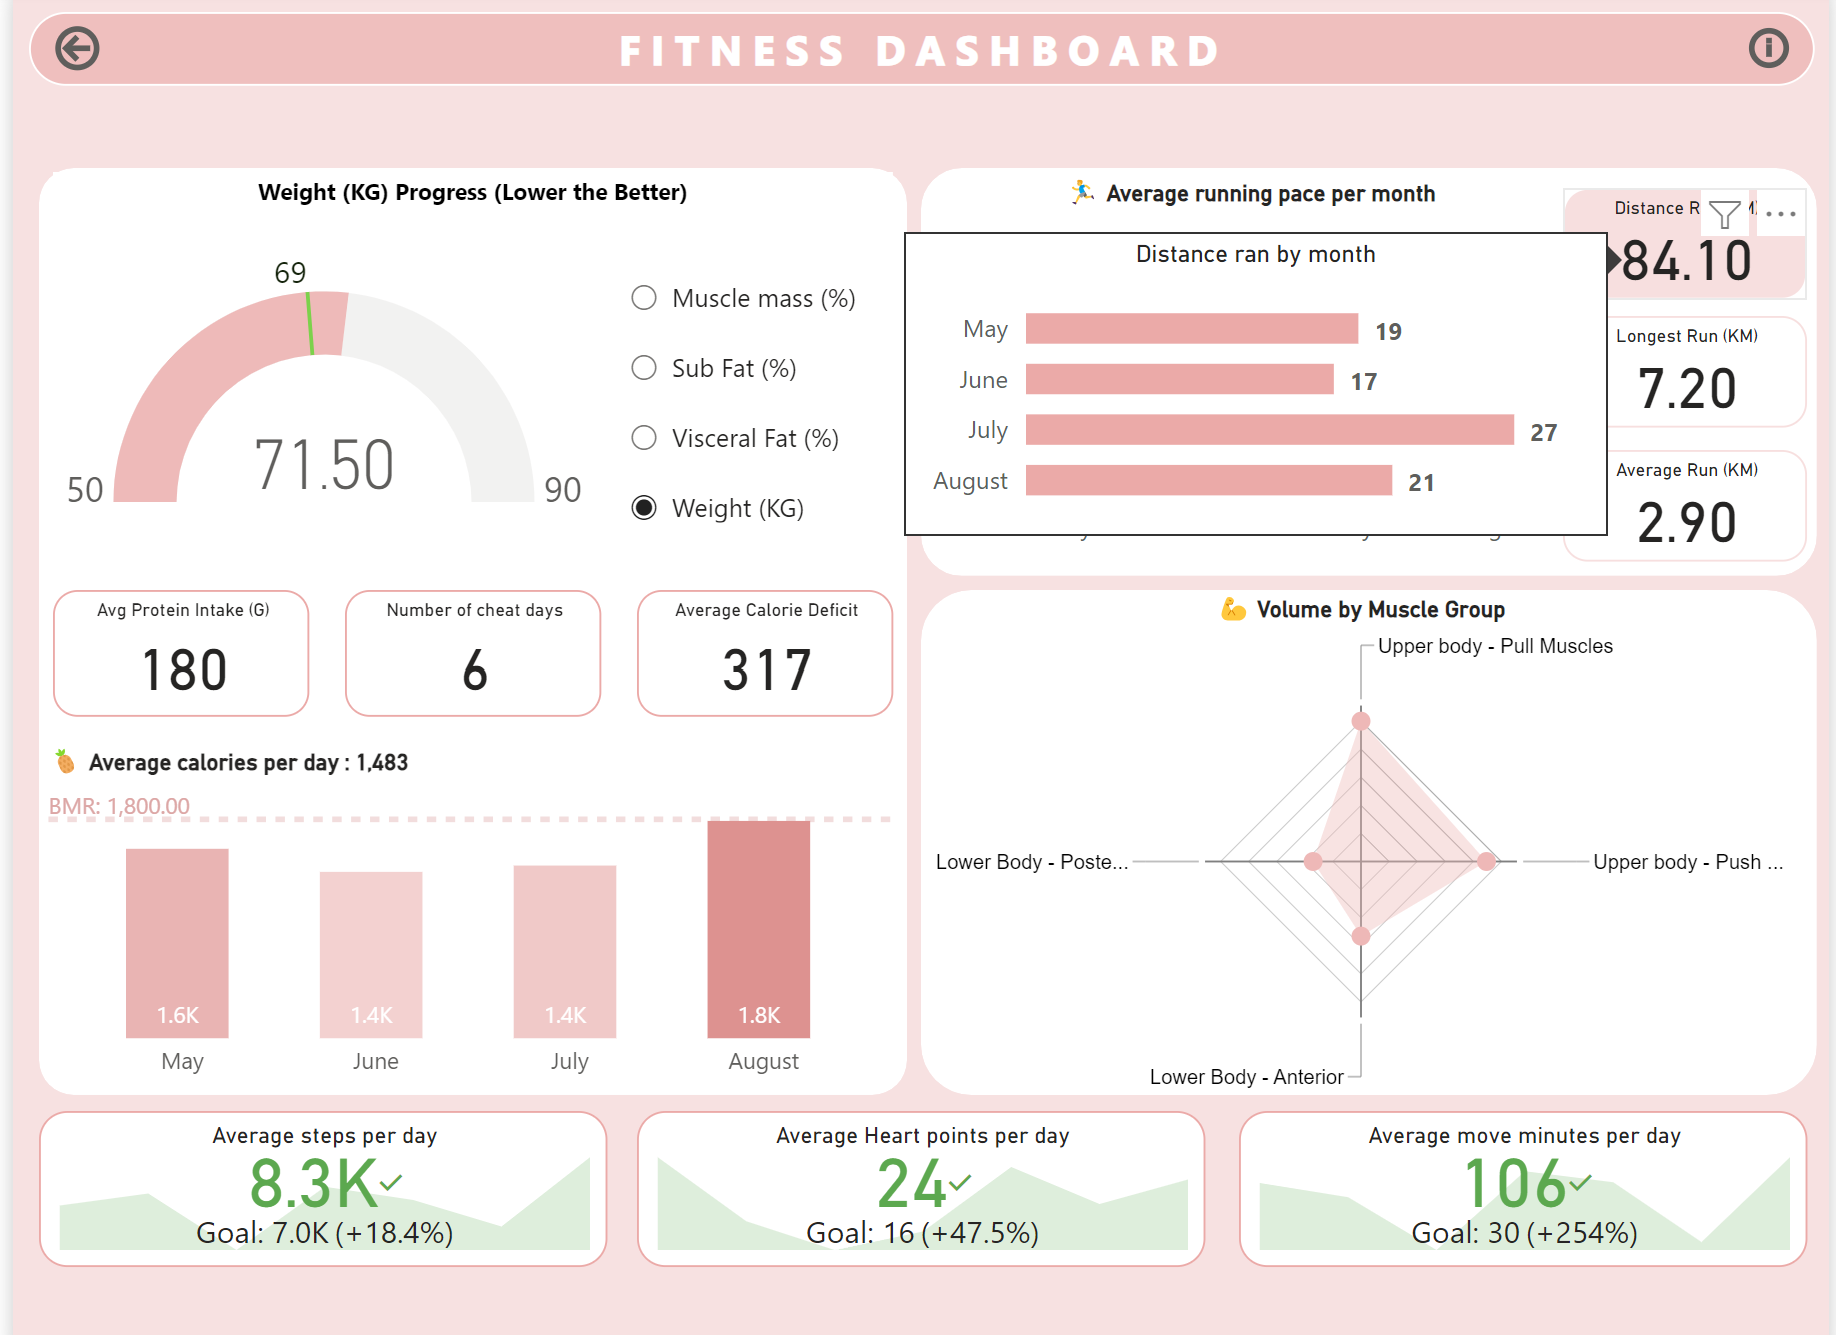 FITNESS DASHBOARD
Weight (KG) Progress (Lower the Better)
69
50
71.50
90
Muscle mass (%)
Sub Fat (%)
Visceral Fat (%)
Weight (KG)
Avg Protein Intake (G)
180
Number of cheat days
6
Average Calorie Deficit
317
Average calories per day : 1,483
BMR: 1,800.00
1.6K
1.4K
1.4K
1.8K
May
June
July
August
Average running pace per month
Distance ran by month
May 19
June 17
July 27
August 21
Distance
84.10
Longest Run (KM)
7.20
Average Run (KM)
2.90
Volume by Muscle Group
Upper body - Pull Muscles
Lower Body - Poste...
Upper body - Push ...
Lower Body - Anterior
Average steps per day
8.3K
Goal: 7.0K (+18.4%)
Average Heart points per day
24
Goal: 16 (+47.5%)
Average move minutes per day
106
Goal: 30 (+254%)